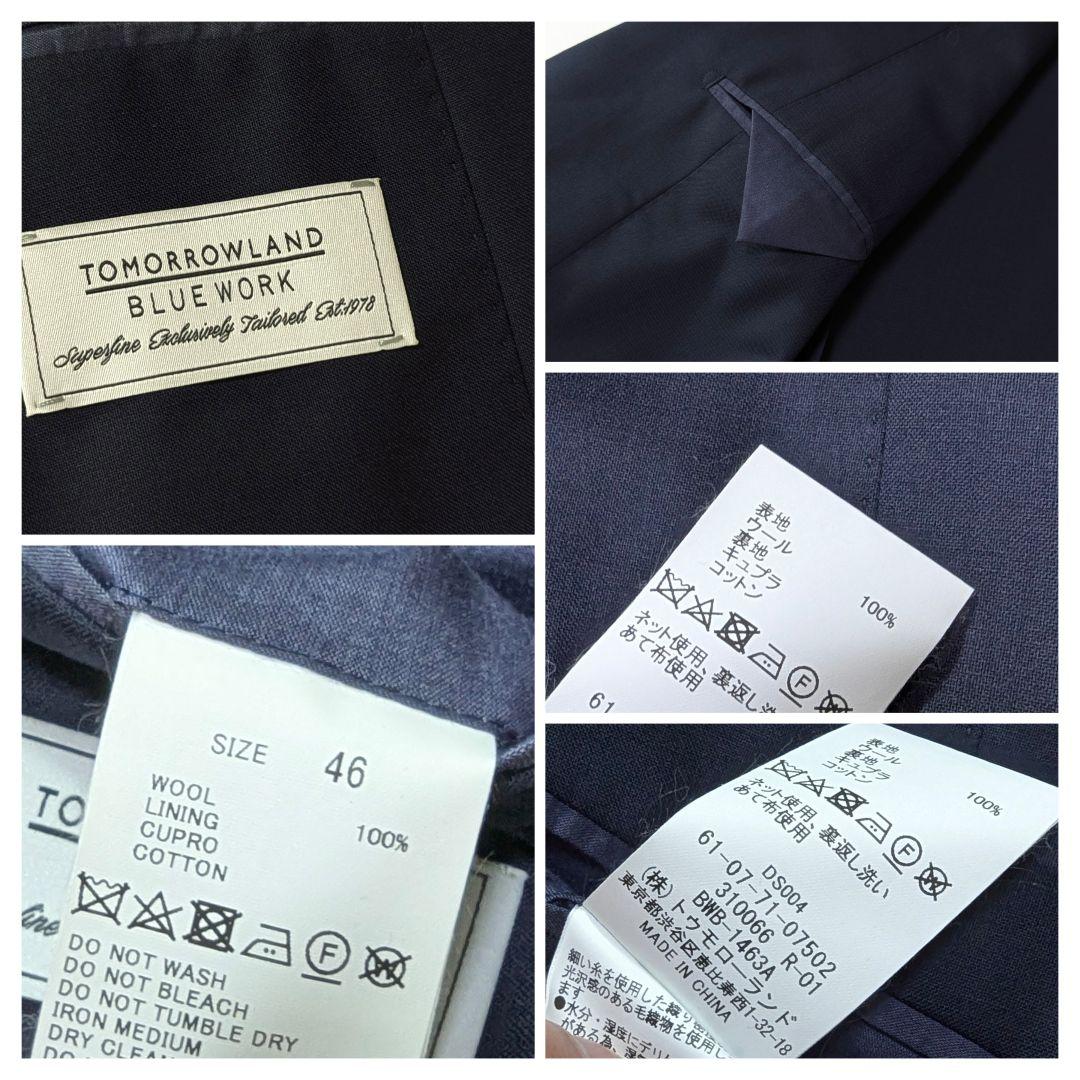 TOMORROWLAND
BLUE WORK
Superfine Exclusively Tailored Est.1978
表地
ウール 100%
裏地
キュプラ
コットン
F
W
ネット使用、裏返し洗い
あて布使用
61
TO
ine
SIZE 46
WOOL 100%
LINING
CUPRO
COTTON
F
W
DO NOT WASH
DO NOT BLEACH
DO NOT TUMBLE DRY
IRON MEDIUM
DRY CLEA
表地
ウール 100%
裏地
キュプラ
コットン
F
W
ネット使用、裏返し洗い
あて布使用
DS004
61-07-71-07502
310066 R-01
BWB-1463A
(株)トゥモローランド
東京都渋谷区恵比寿西1-32-18
MADE IN CHINA
細い糸を使用した織り密
光沢感のある毛織物を使用し
ます
●水分・湿度にデリ
がある為、